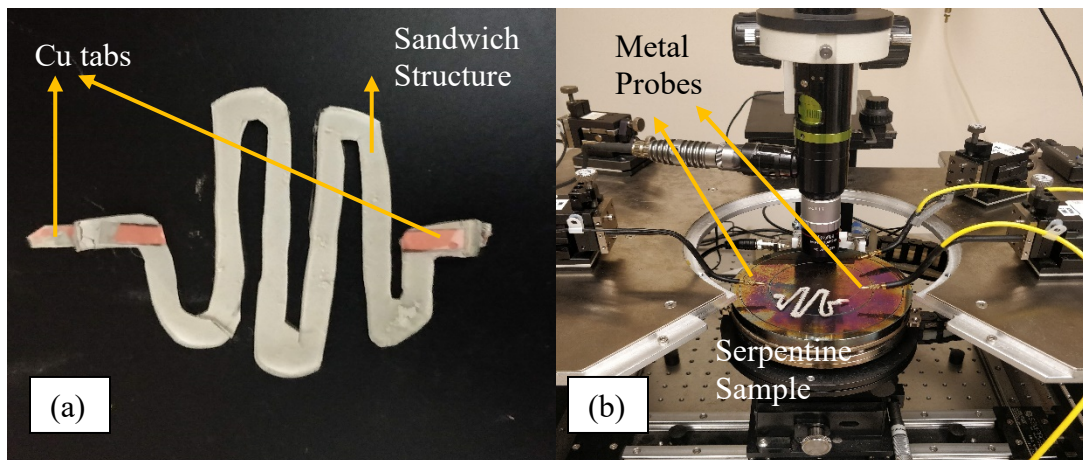 Cu tabs
Sandwich
Structure
(a)
Metal
Probes
Serpentine
Sample
(b)